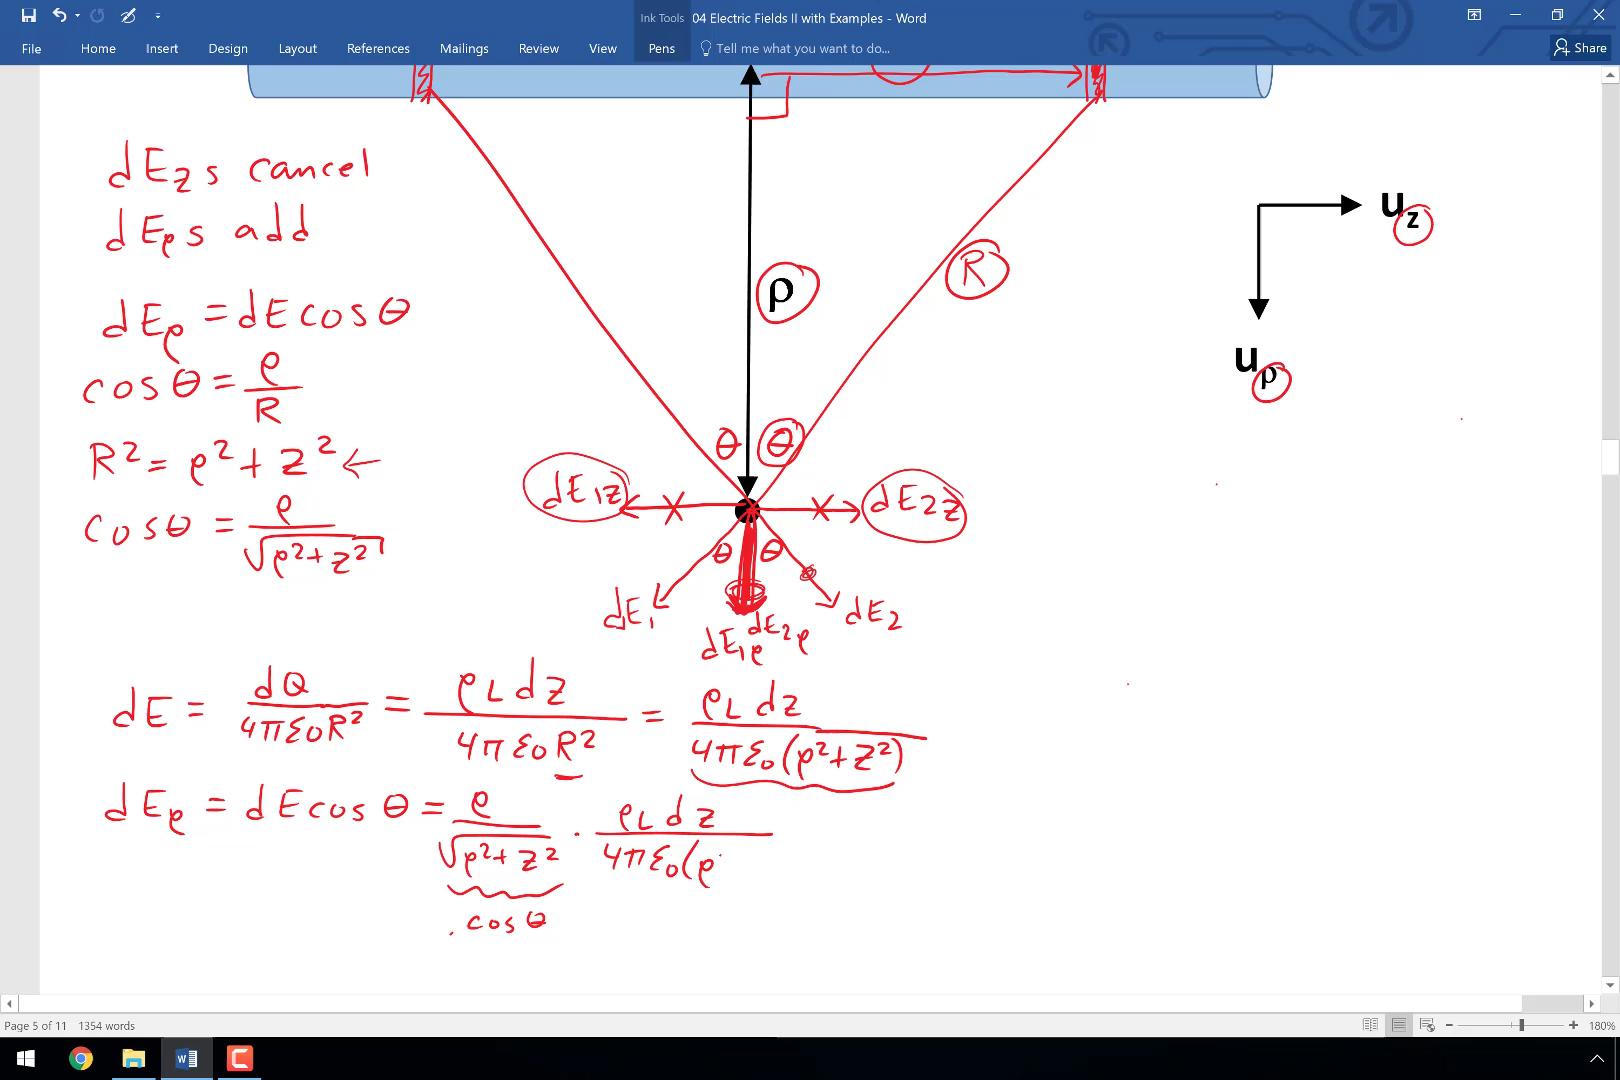 Ink Tools 04 Electric Fields II with Examples - Word
File Home Insert Design Layout References Mailings Review View Pens Tell me what you want to do... Share
dEzs cancel
dEρs add
dEρ = dE cos θ
cos θ = ρ/R
R² = ρ² + z² ←
cos θ = ρ/√(ρ²+z²)
ρ
R
uz
uρ
θ θ
dE1z dE2z
θ θ
dE1 dE2
dE1ρ dE2ρ
dE = dQ/4πε0R² = ρL dz/4πε0R² = ρL dz/4πε0(ρ²+z²)
dEρ = dE cos θ = ρ/√(ρ²+z²) · ρL dz/4πε0(ρ
cos θ
Page 5 of 11 1354 words 180%